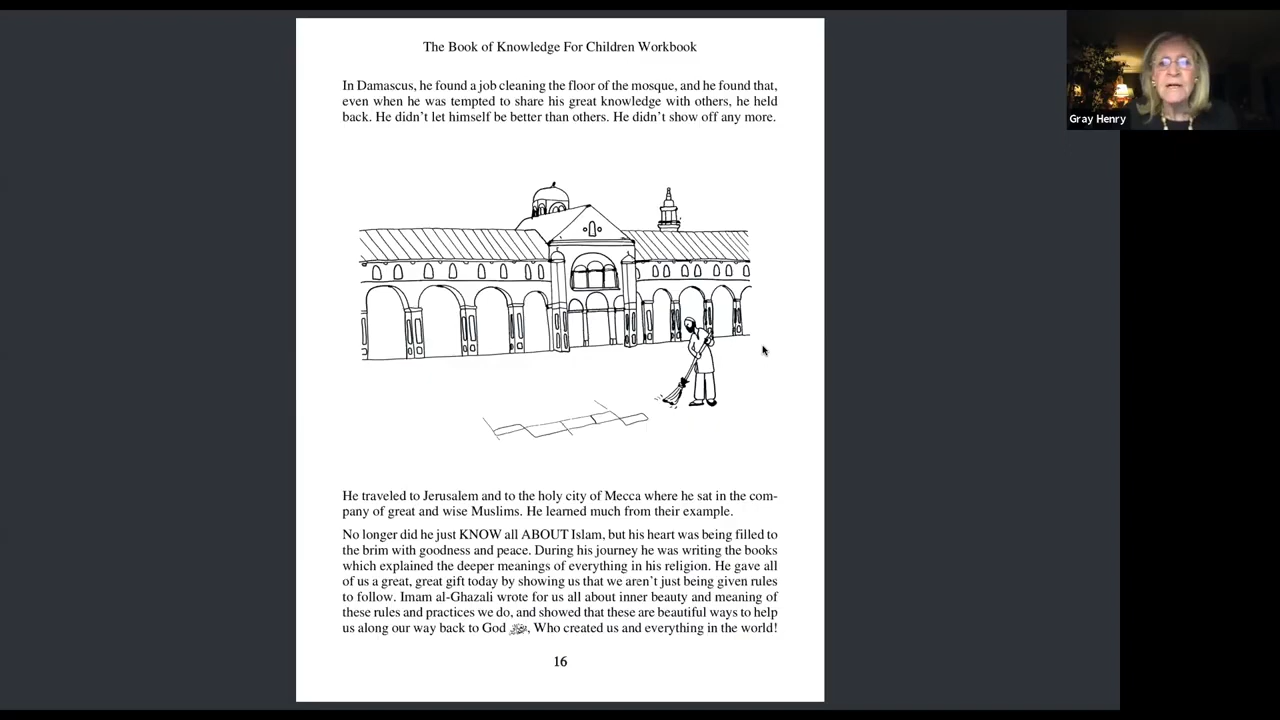 The Book of Knowledge For Children Workbook
In Damascus, he found a job cleaning the floor of the mosque, and he found that,
even when he was tempted to share his great knowledge with others, he held
back. He didn’t let himself be better than others. He didn’t show off any more.
He traveled to Jerusalem and to the holy city of Mecca where he sat in the com-
pany of great and wise Muslims. He learned much from their example.
No longer did he just KNOW all ABOUT Islam, but his heart was being filled to
the brim with goodness and peace. During his journey he was writing the books
which explained the deeper meanings of everything in his religion. He gave all
of us a great, great gift today by showing us that we aren’t just being given rules
to follow. Imam al-Ghazali wrote for us all about inner beauty and meaning of
these rules and practices we do, and showed that these are beautiful ways to help
us along our way back to God , Who created us and everything in the world!
16
Gray Henry